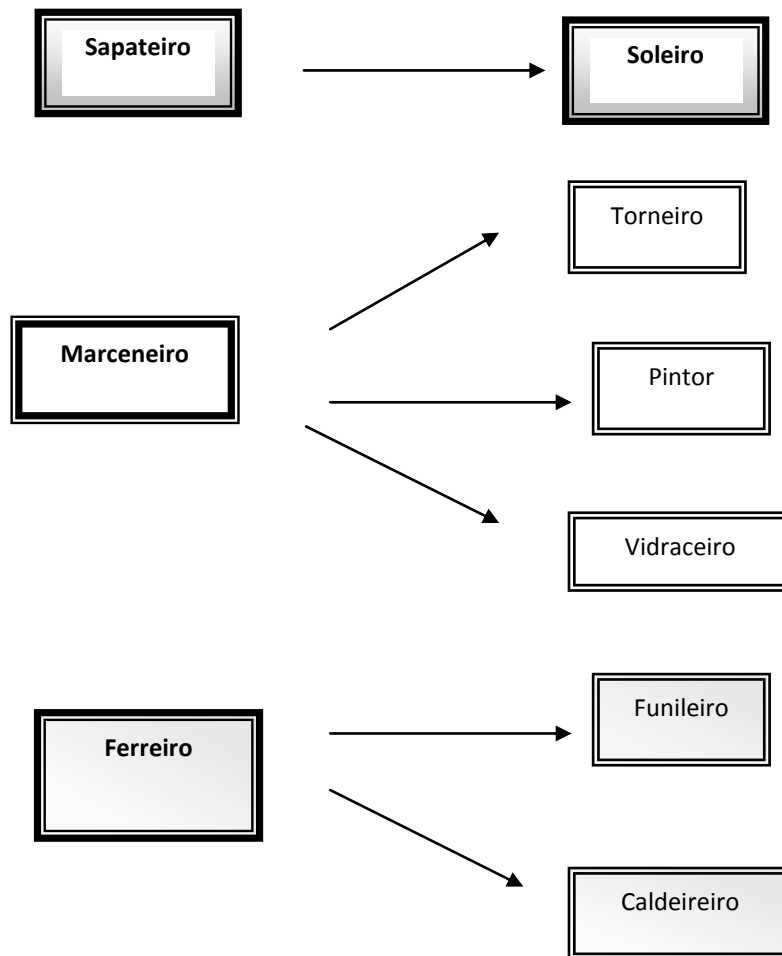 Sapateiro
Soleiro
Torneiro
Marceneiro
Pintor
Vidraceiro
Funileiro
Ferreiro
Caldeireiro